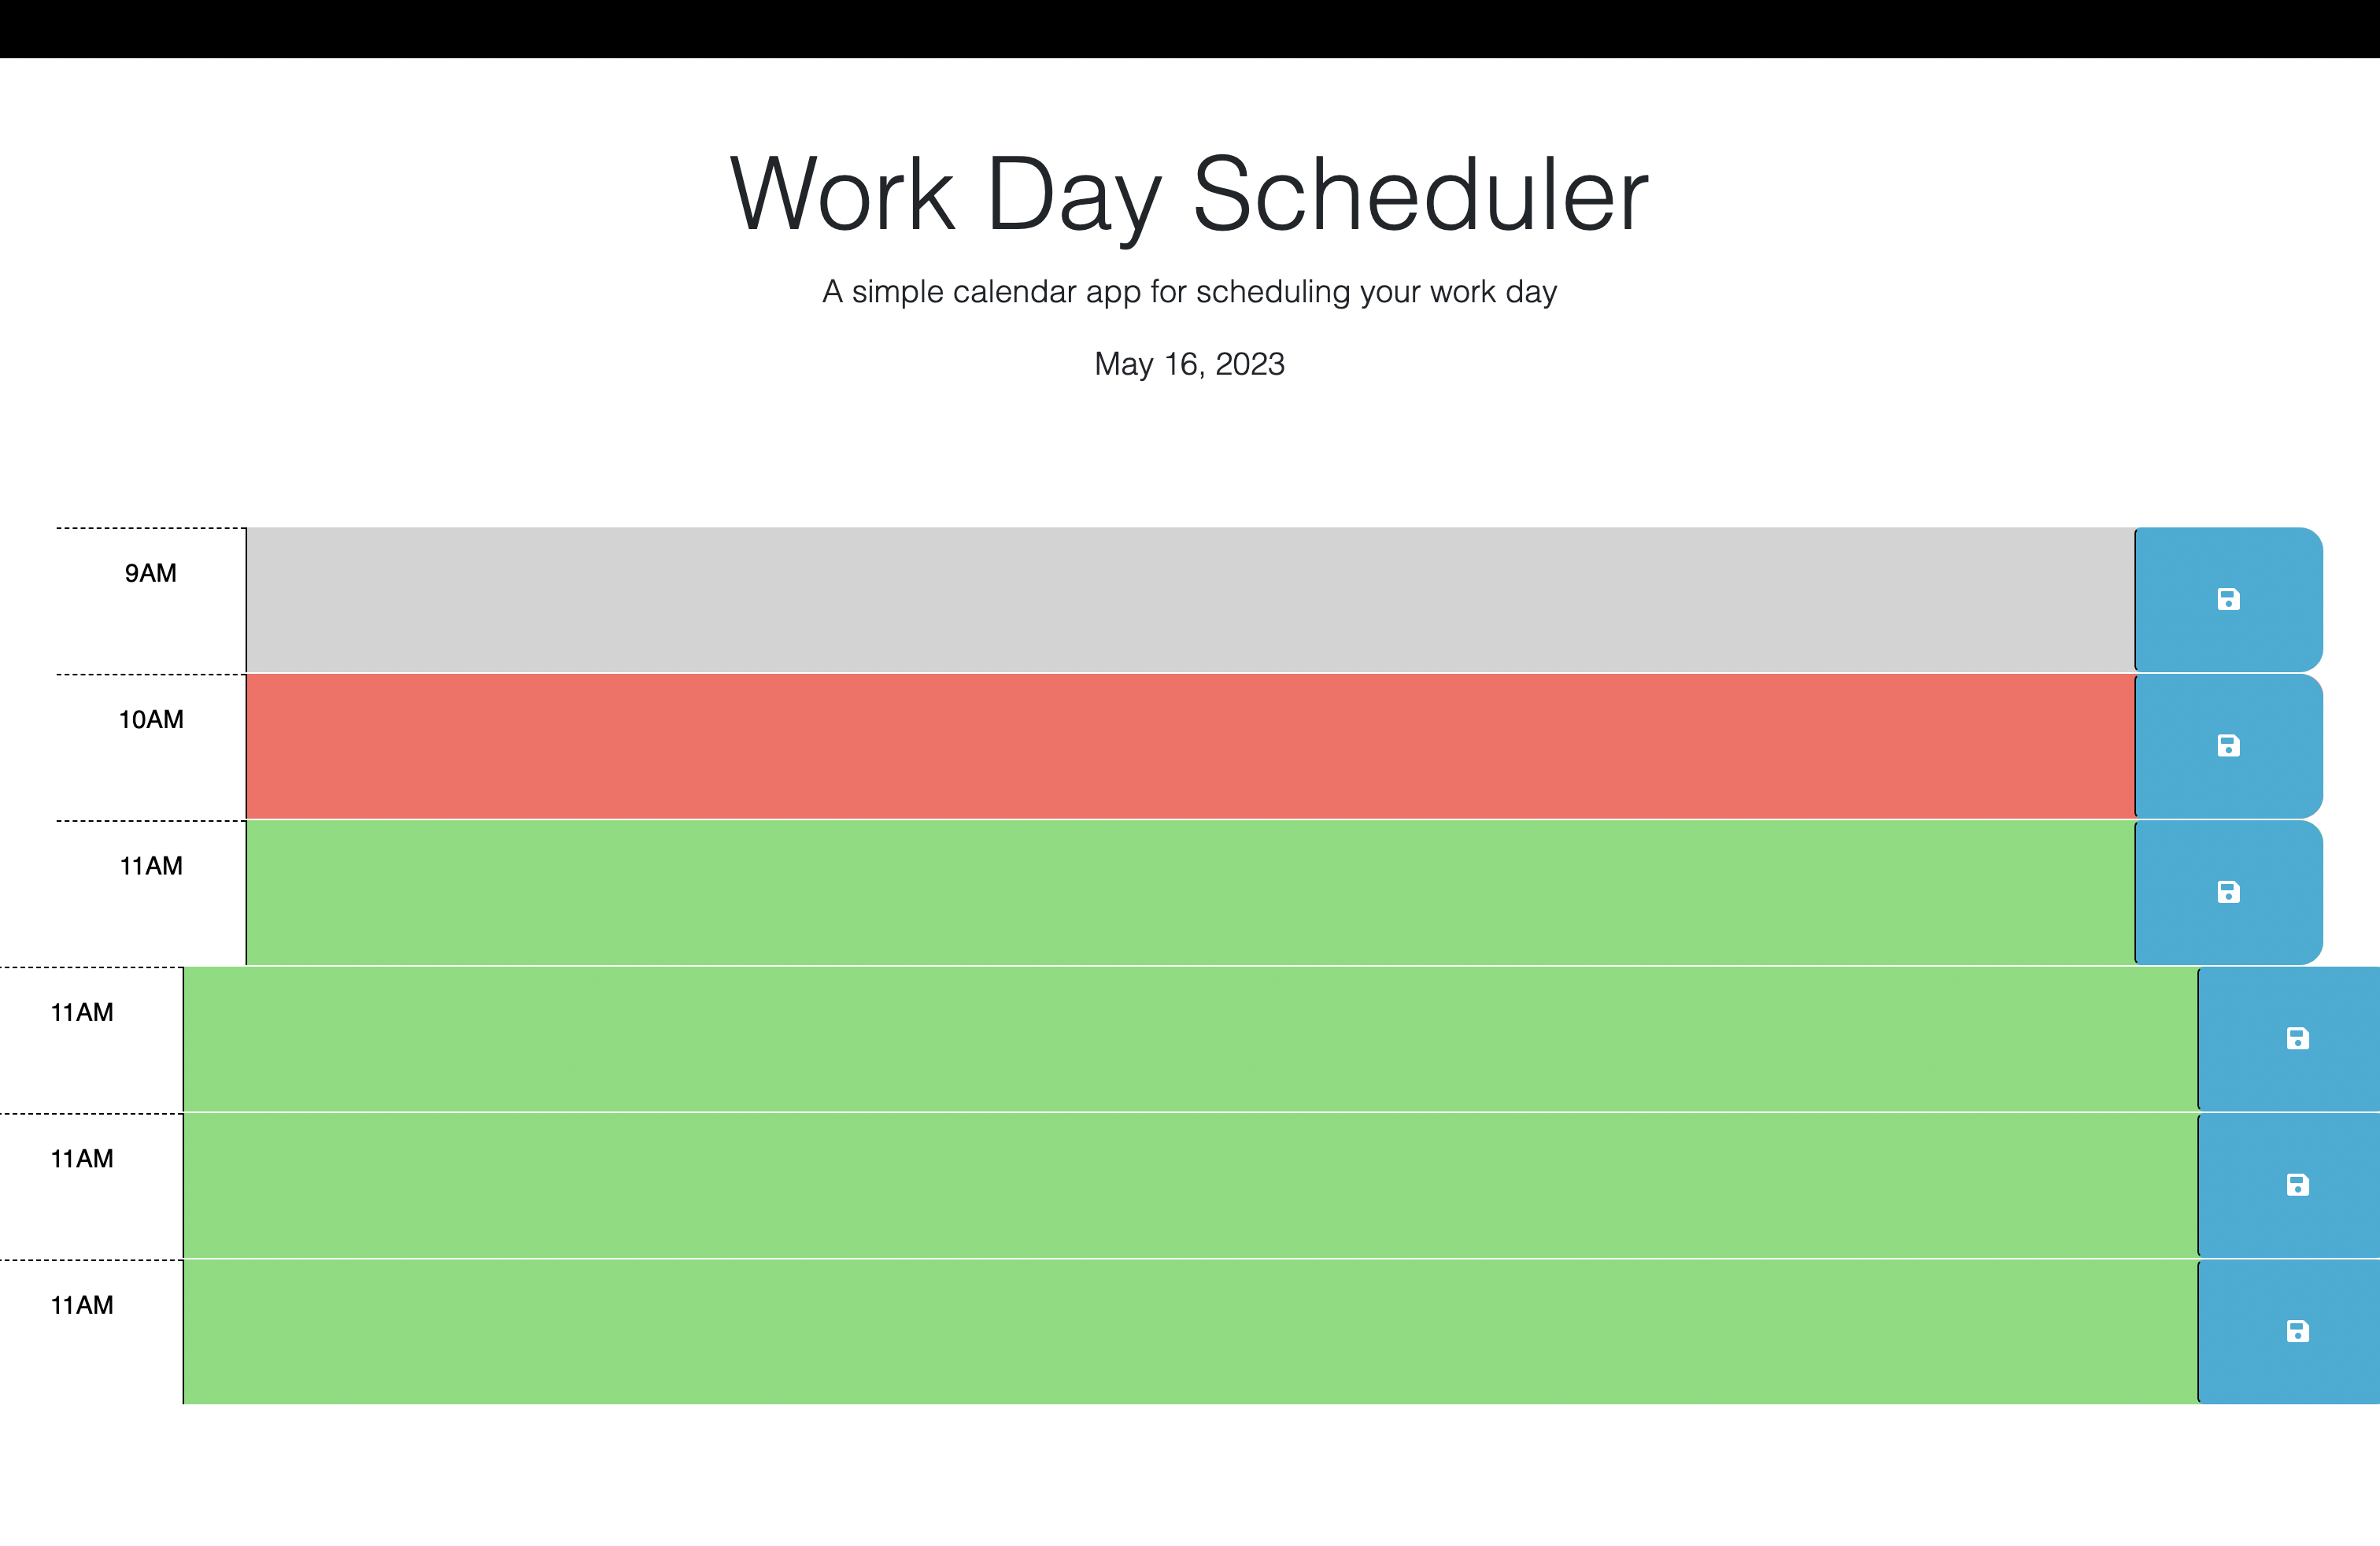 Work Day Scheduler
A simple calendar app for scheduling your work day
May 16, 2023
9AM
10AM
11AM
11AM
11AM
11AM